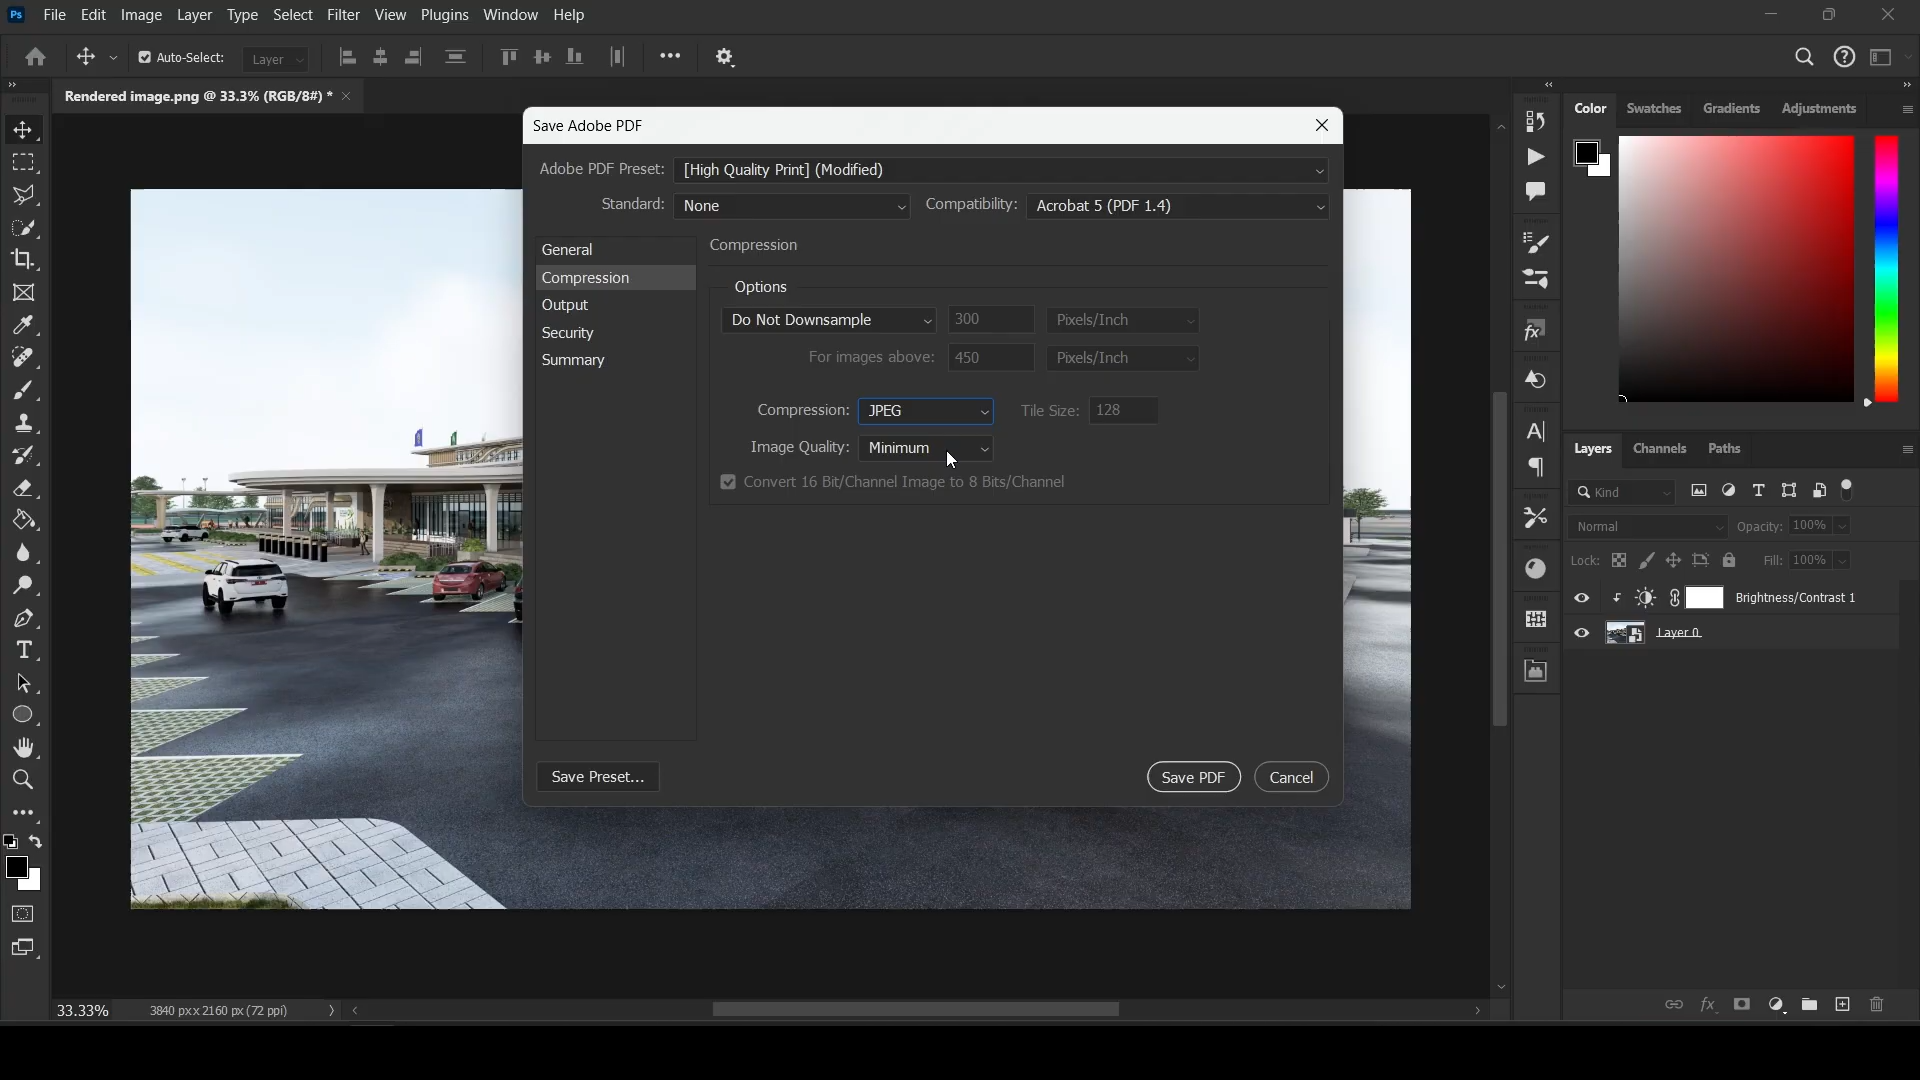 Ps File Edit Image Layer Type Select Filter View Plugins Window Help
Auto-Select: Layer
Rendered image.png @ 33.3% (RGB/8#) *
Save Adobe PDF
Adobe PDF Preset: [High Quality Print] (Modified)
Standard: None Compatibility: Acrobat 5 (PDF 1.4)
General
Compression
Output
Security
Summary
Compression
Options
Do Not Downsample 300 Pixels/Inch
For images above: 450 Pixels/Inch
Compression: JPEG Tile Size: 128
Image Quality: Minimum
Convert 16 Bit/Channel Image to 8 Bits/Channel
Save Preset... Save PDF Cancel
Color Swatches Gradients Adjustments
Layers Channels Paths
Kind
Normal Opacity: 100%
Lock: Fill: 100%
Brightness/Contrast 1
Layer 0
33.33% 3840 px x 2160 px (72 ppi)